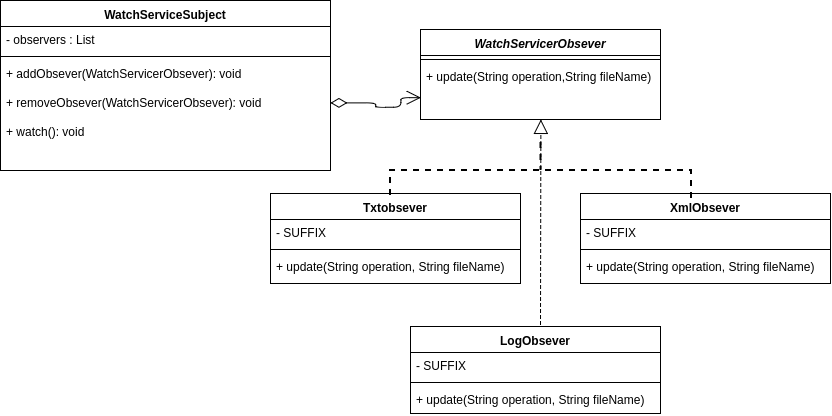 WatchServiceSubject
- observers : List
+ addObsever(WatchServicerObsever): void
+ removeObsever(WatchServicerObsever): void
+ watch(): void
WatchServicerObsever
+ update(String operation,String fileName)
Txtobsever
- SUFFIX
+ update(String operation, String fileName)
XmlObsever
- SUFFIX
+ update(String operation, String fileName)
LogObsever
- SUFFIX
+ update(String operation, String fileName)